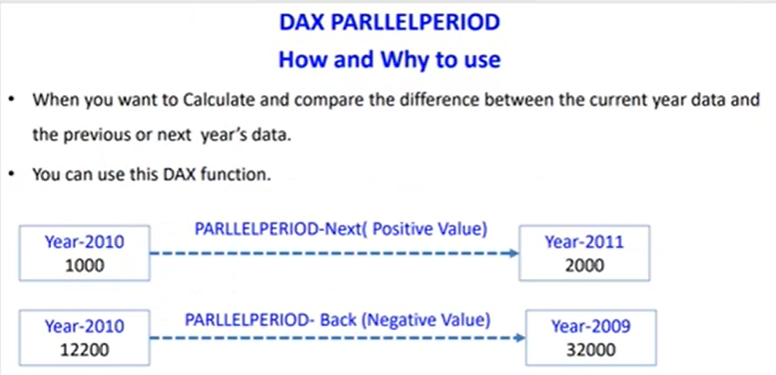 DAX PARLLELPERIOD
How and Why to use
• When you want to Calculate and compare the difference between the current year data and
the previous or next year's data.
• You can use this DAX function.
Year-2010
1000
PARLLELPERIOD-Next( Positive Value)
Year-2011
2000
Year-2010
12200
PARLLELPERIOD- Back (Negative Value)
Year-2009
32000